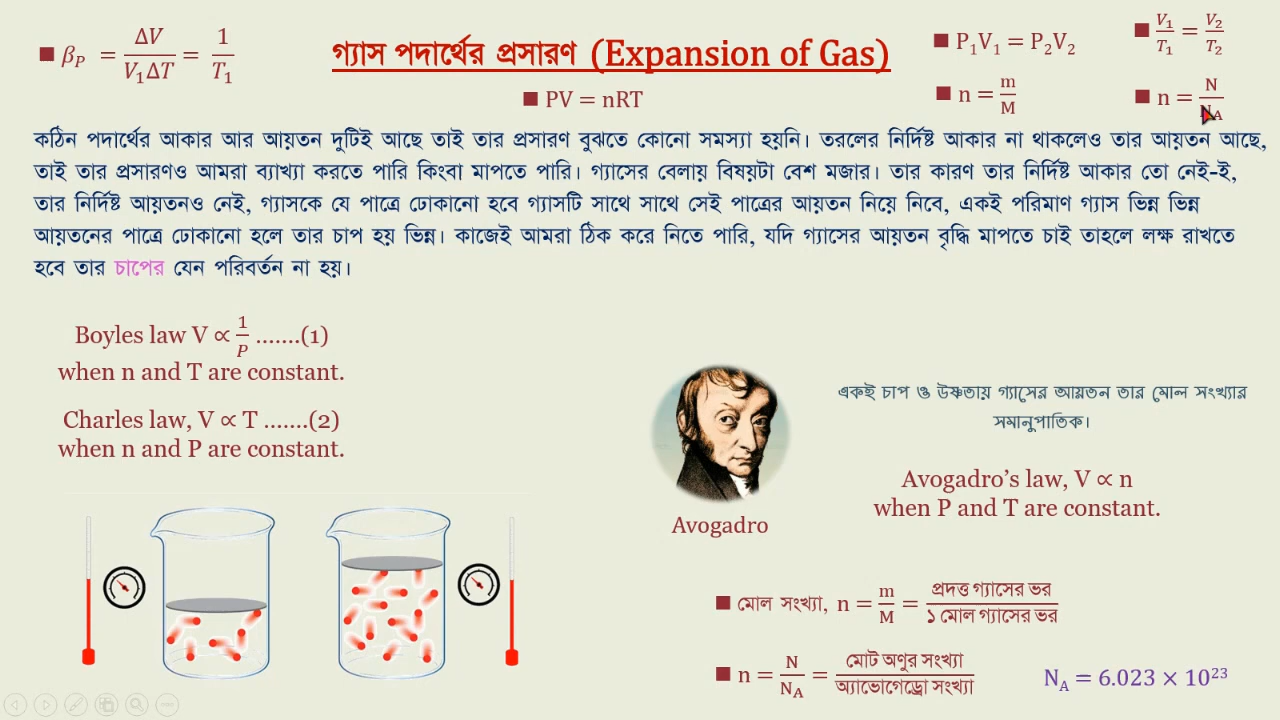 ■ βP = ΔV/V₁ΔT = 1/T₁
গ্যাস পদার্থের প্রসারণ (Expansion of Gas)
■ P₁V₁ = P₂V₂
■ V₁/T₁ = V₂/T₂
■ PV = nRT
■ n = m/M
■ n = N/N_A
কঠিন পদার্থের আকার আর আয়তন দুটিই আছে তাই তার প্রসারণ বুঝতে কোনো সমস্যা হয়নি। তরলের নির্দিষ্ট আকার না থাকলেও তার আয়তন আছে,
তাই তার প্রসারণও আমরা ব্যাখ্যা করতে পারি কিংবা মাপতে পারি। গ্যাসের বেলায় বিষয়টা বেশ মজার। তার কারণ তার নির্দিষ্ট আকার তো নেই-ই,
তার নির্দিষ্ট আয়তনও নেই, গ্যাসকে যে পাত্রে ঢোকানো হবে গ্যাসটি সাথে সাথে সেই পাত্রের আয়তন নিয়ে নিবে, একই পরিমাণ গ্যাস ভিন্ন ভিন্ন
আয়তনের পাত্রে ঢোকানো হলে তার চাপ হয় ভিন্ন। কাজেই আমরা ঠিক করে নিতে পারি, যদি গ্যাসের আয়তন বৃদ্ধি মাপতে চাই তাহলে লক্ষ রাখতে
হবে তার চাপের যেন পরিবর্তন না হয়।
Boyles law V ∝ 1/P .......(1)
when n and T are constant.
Charles law, V ∝ T .......(2)
when n and P are constant.
Avogadro
একই চাপ ও উষ্ণতায় গ্যাসের আয়তন তার মোল সংখ্যার
সমানুপাতিক।
Avogadro’s law, V ∝ n
when P and T are constant.
■ মোল সংখ্যা, n = m/M = প্রদত্ত গ্যাসের ভর/১ মোল গ্যাসের ভর
■ n = N/N_A = মোট অণুর সংখ্যা/অ্যাভোগেড্রো সংখ্যা
N_A = 6.023 × 10²³